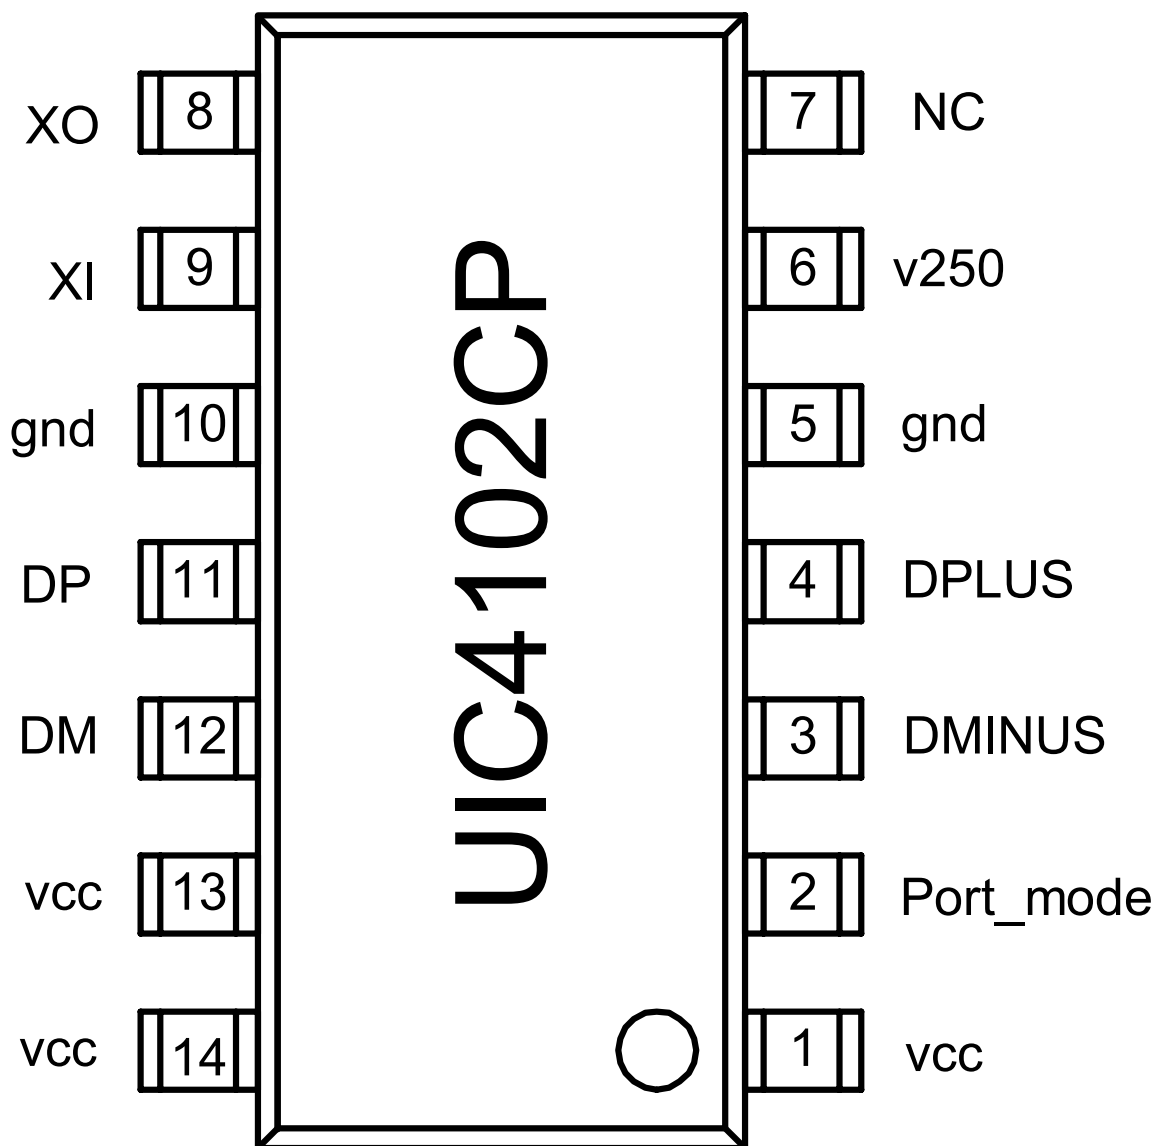 XO 8 7 NC
XI 9 6 v250
gnd 10 5 gnd
DP 11 4 DPLUS
DM 12 3 DMINUS
vcc 13 2 Port_mode
vcc 14 1 vcc
UIC4102CP